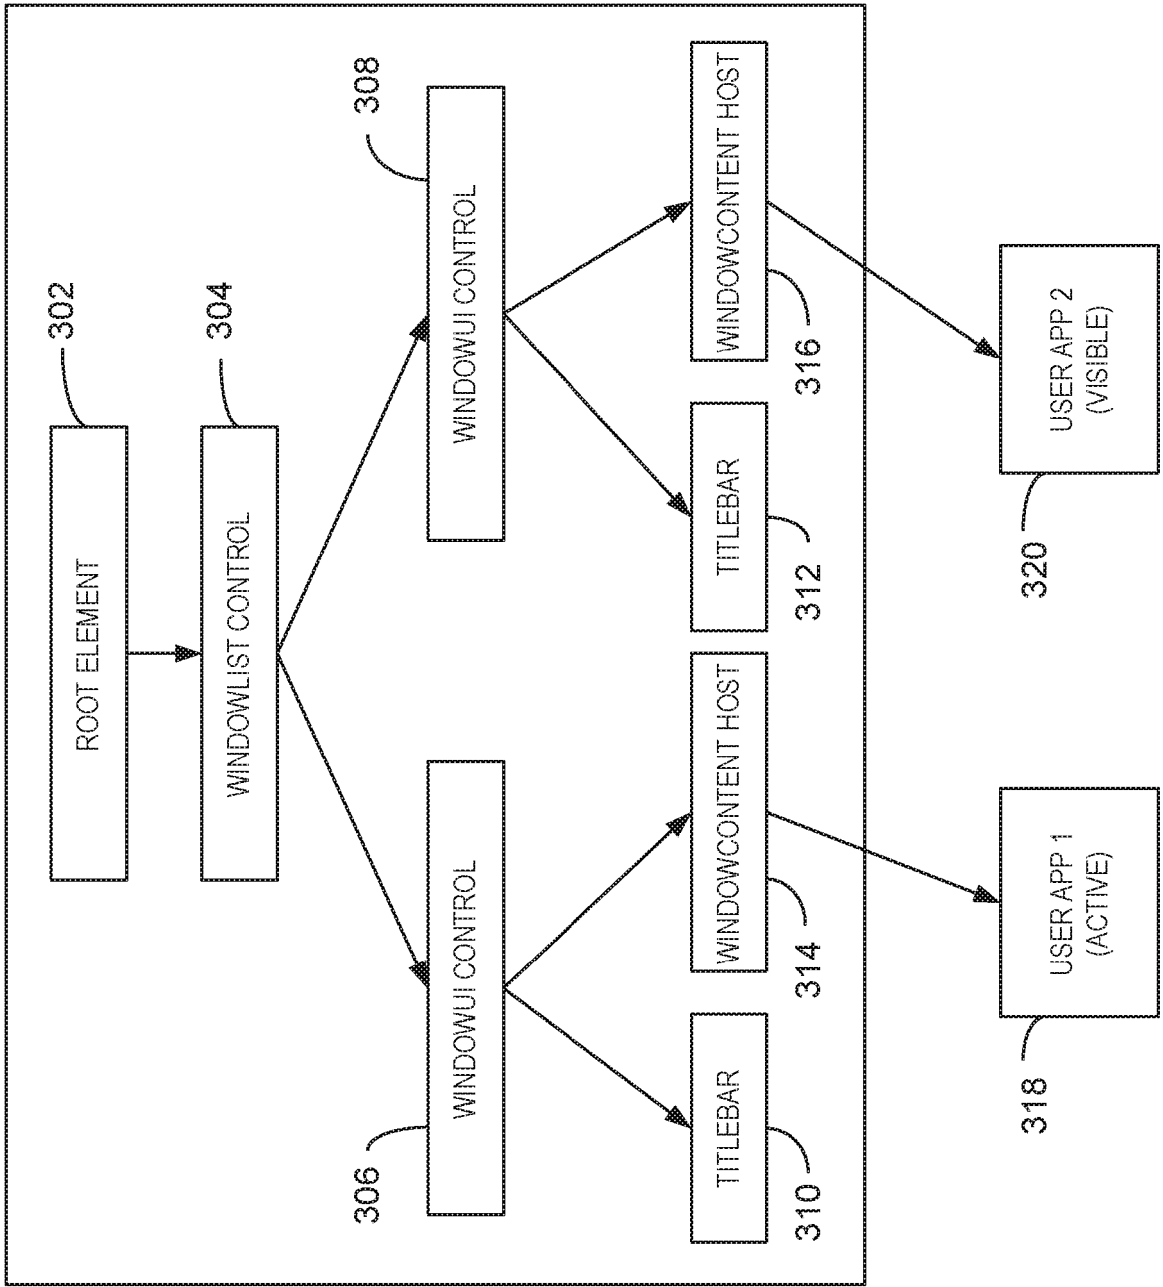 302
ROOT ELEMENT
304
WINDOWLIST CONTROL
306
WINDOWUI CONTROL
308
WINDOWUI CONTROL
TITLEBAR
310
WINDOWCONTENT HOST
314
TITLEBAR
312
WINDOWCONTENT HOST
316
USER APP 1
(ACTIVE)
318
USER APP 2
(VISIBLE)
320